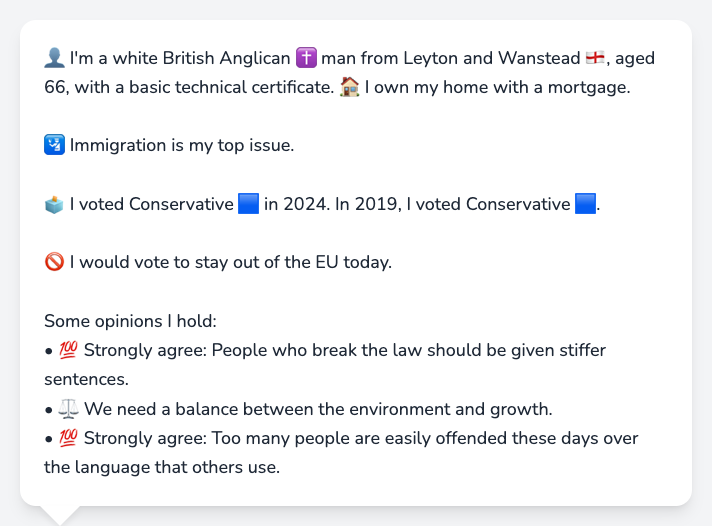 👤 I'm a white British Anglican ✝️ man from Leyton and Wanstead 🏴󠁧󠁢󠁥󠁮󠁧󠁿, aged
66, with a basic technical certificate. 🏠 I own my home with a mortgage.
🛂 Immigration is my top issue.
🗳️ I voted Conservative 🟦 in 2024. In 2019, I voted Conservative 🟦.
🚫 I would vote to stay out of the EU today.
Some opinions I hold:
• 💯 Strongly agree: People who break the law should be given stiffer
sentences.
• ⚖️ We need a balance between the environment and growth.
• 💯 Strongly agree: Too many people are easily offended these days over
the language that others use.